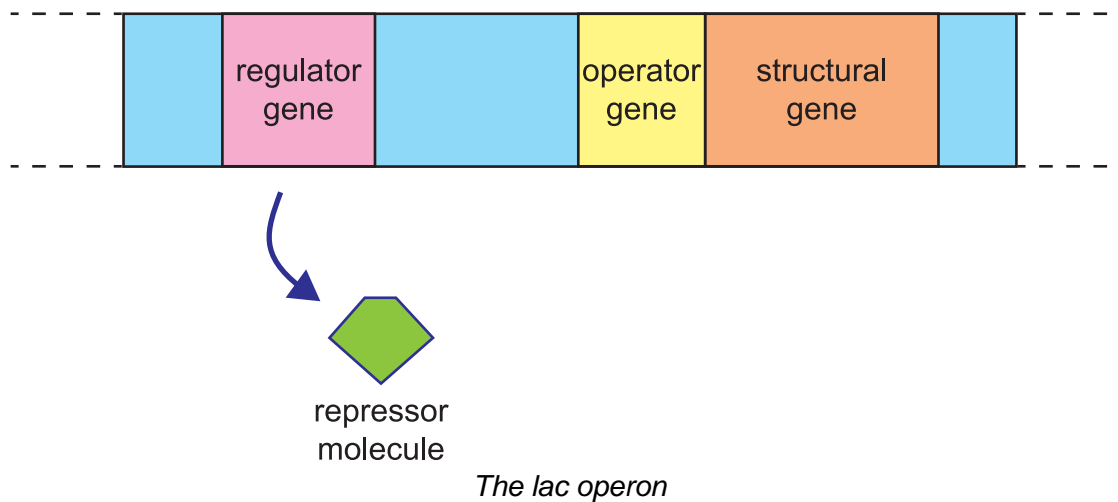 regulator
gene
operator
gene
structural
gene
repressor
molecule
The lac operon